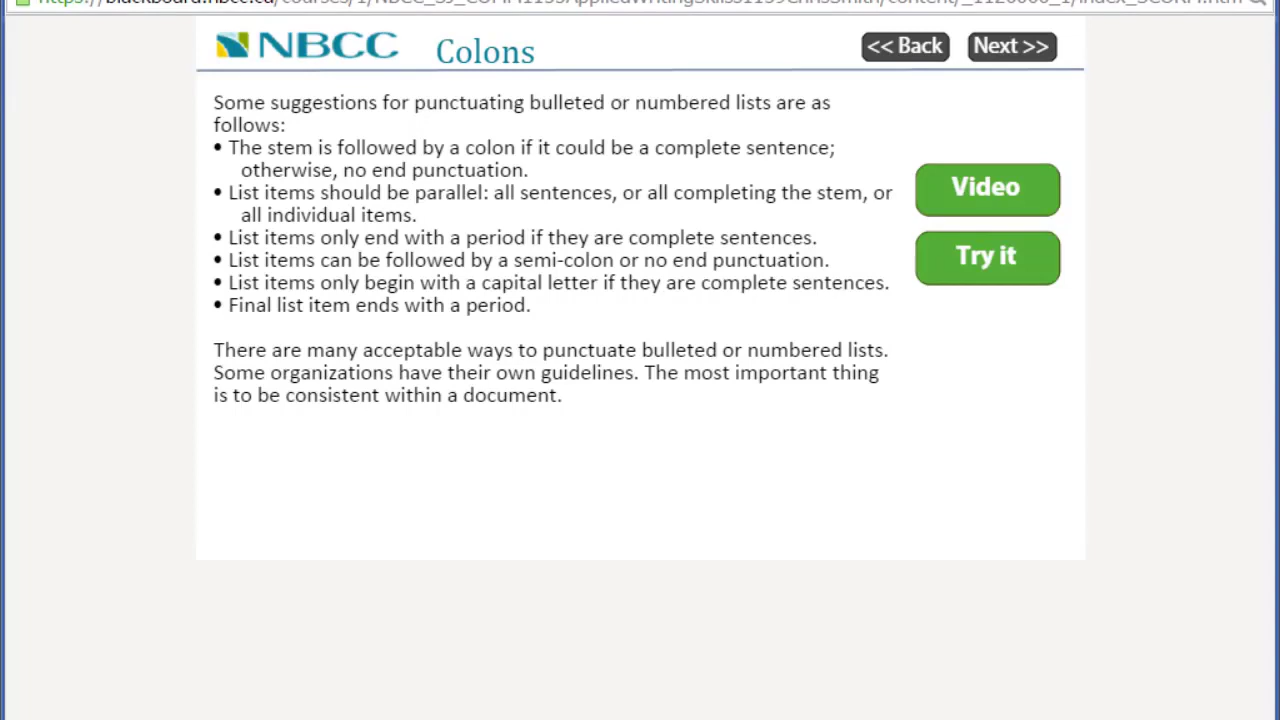 NBCC Colons << Back Next >>
Some suggestions for punctuating bulleted or numbered lists are as
follows:
• The stem is followed by a colon if it could be a complete sentence;
otherwise, no end punctuation.
• List items should be parallel: all sentences, or all completing the stem, or
all individual items.
• List items only end with a period if they are complete sentences.
• List items can be followed by a semi-colon or no end punctuation.
• List items only begin with a capital letter if they are complete sentences.
• Final list item ends with a period.
Video
Try it
There are many acceptable ways to punctuate bulleted or numbered lists.
Some organizations have their own guidelines. The most important thing
is to be consistent within a document.